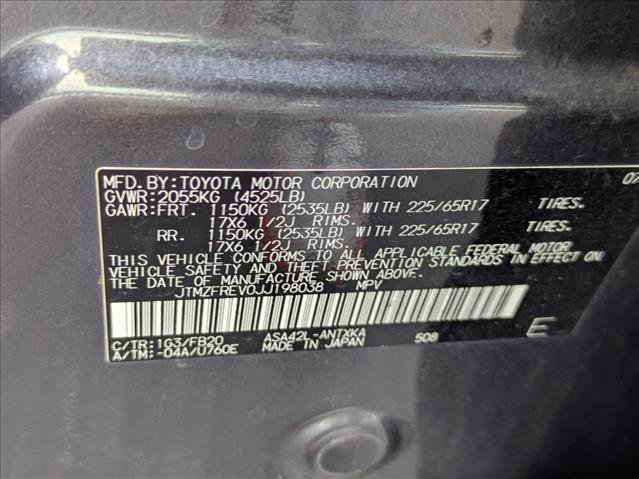 MFD.BY:TOYOTA MOTOR CORPORATION 07
GVWR:2055KG (4525LB)
GAWR:FRT. 1150KG (2535LB) WITH 225/65R17 TIRES.
17X6 1/2J RIMS.
RR. 1150KG (2535LB) WITH 225/65R17 TIRES.
17X6 1/2J RIMS.
THIS VEHICLE CONFORMS TO ALL APPLICABLE FEDERAL MOTOR
VEHICLE SAFETY AND THEFT PREVENTION STANDARDS IN EFFECT ON
THE DATE OF MANUFACTURE SHOWN ABOVE.
JTMZFREV0JJ198038 MPV
E
C/TR:1G3/FB20 ASA42L-ANTXKA 508
A/TM:-04A/U760E MADE IN JAPAN